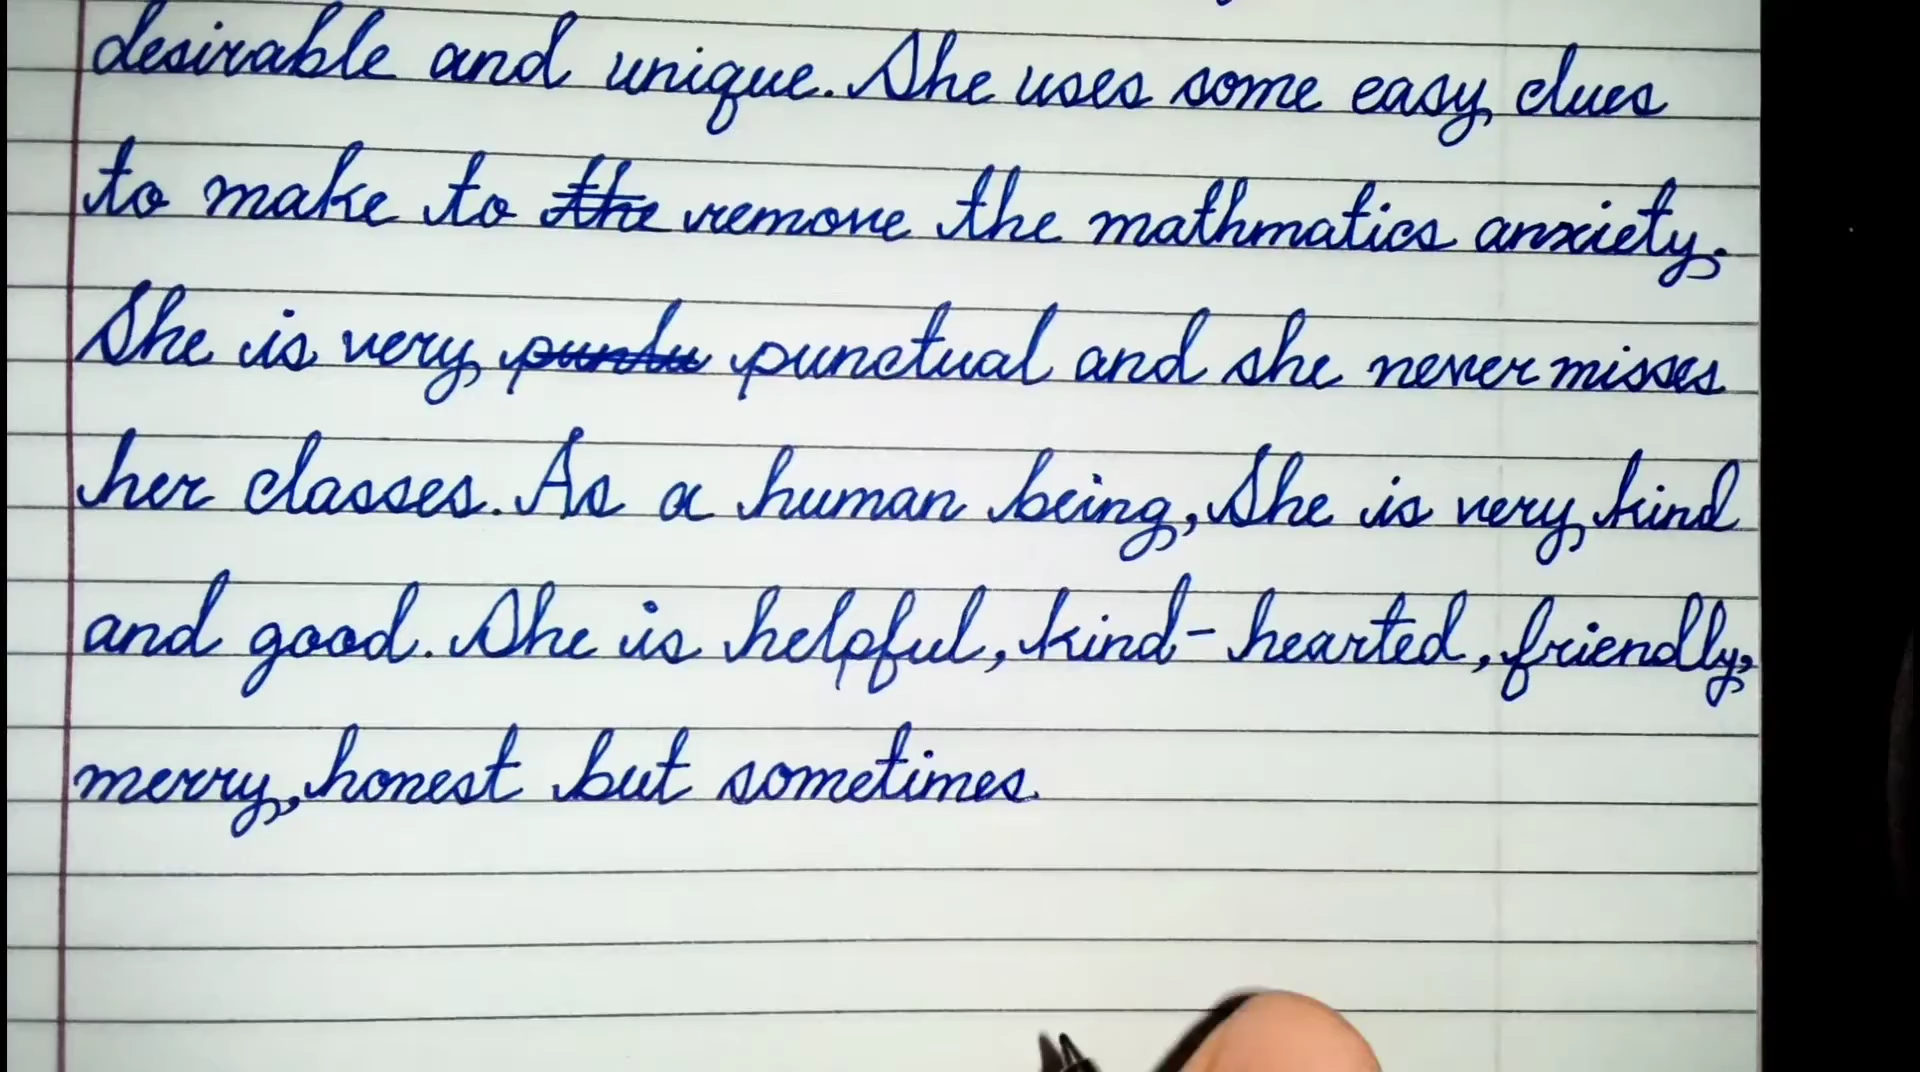 desirable and unique. She uses some easy clues
to make to the remove the mathmatics anxiety.
She is very puntu punctual and she never misses
her classes. As a human being, She is very kind
and good. She is helpful, kind-hearted, friendly,
merry, honest but sometimes